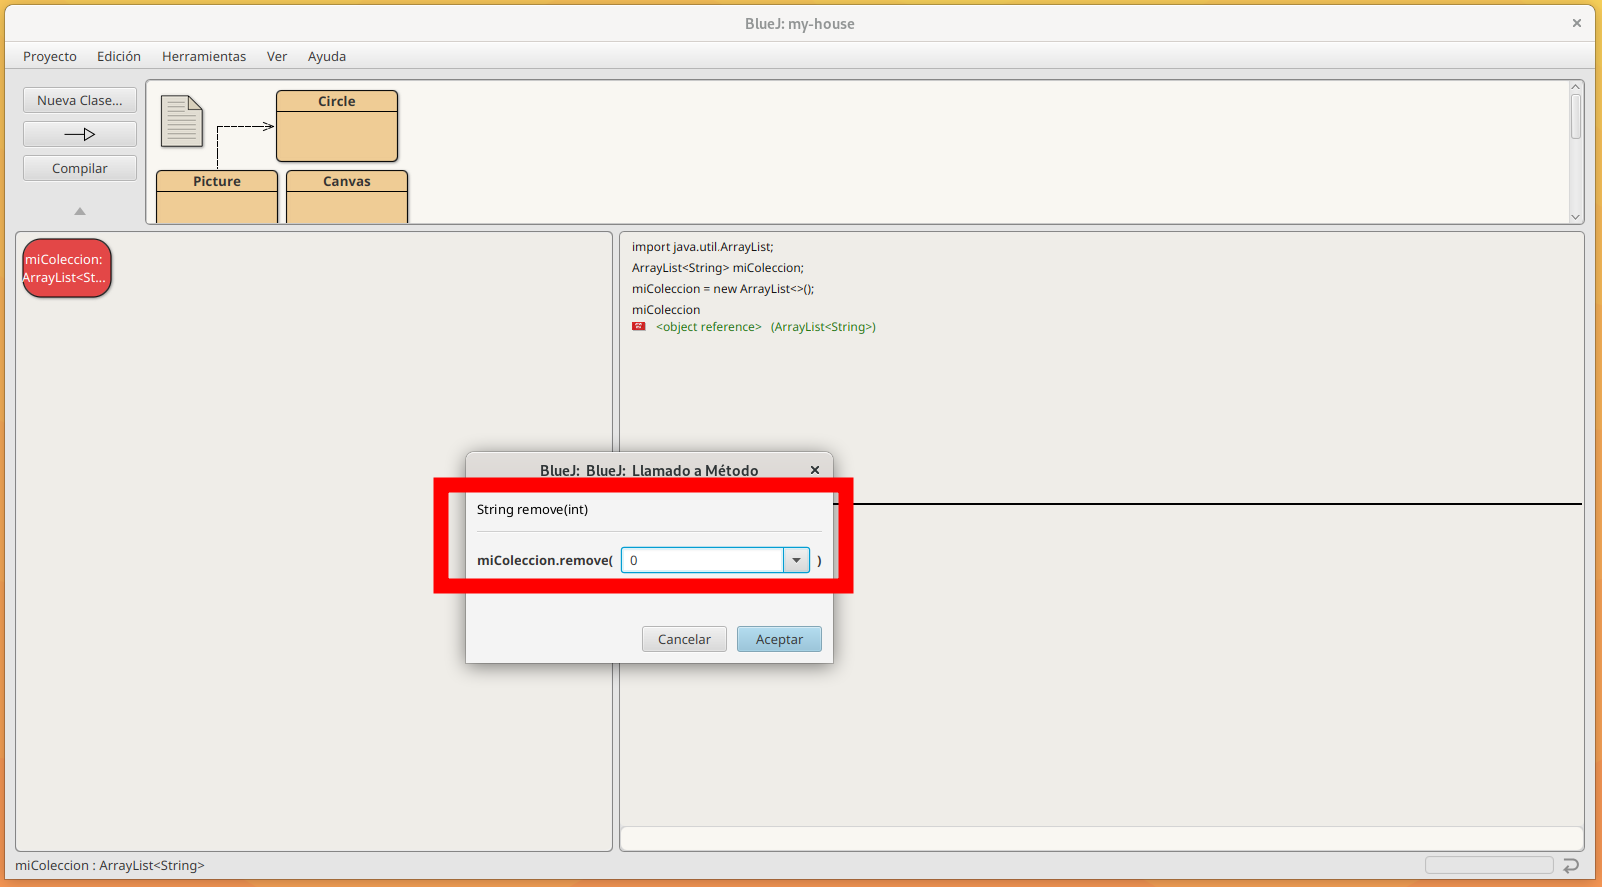 BlueJ: my-house
Proyecto Edición Herramientas Ver Ayuda
Nueva Clase...
Compilar
Circle
Picture
Canvas
miColeccion:
ArrayList<St...
import java.util.ArrayList;
ArrayList<String> miColeccion;
miColeccion = new ArrayList<>();
miColeccion
<object reference> (ArrayList<String>)
BlueJ: BlueJ: Llamado a Método
String remove(int)
miColeccion.remove( 0 )
Cancelar Aceptar
miColeccion : ArrayList<String>